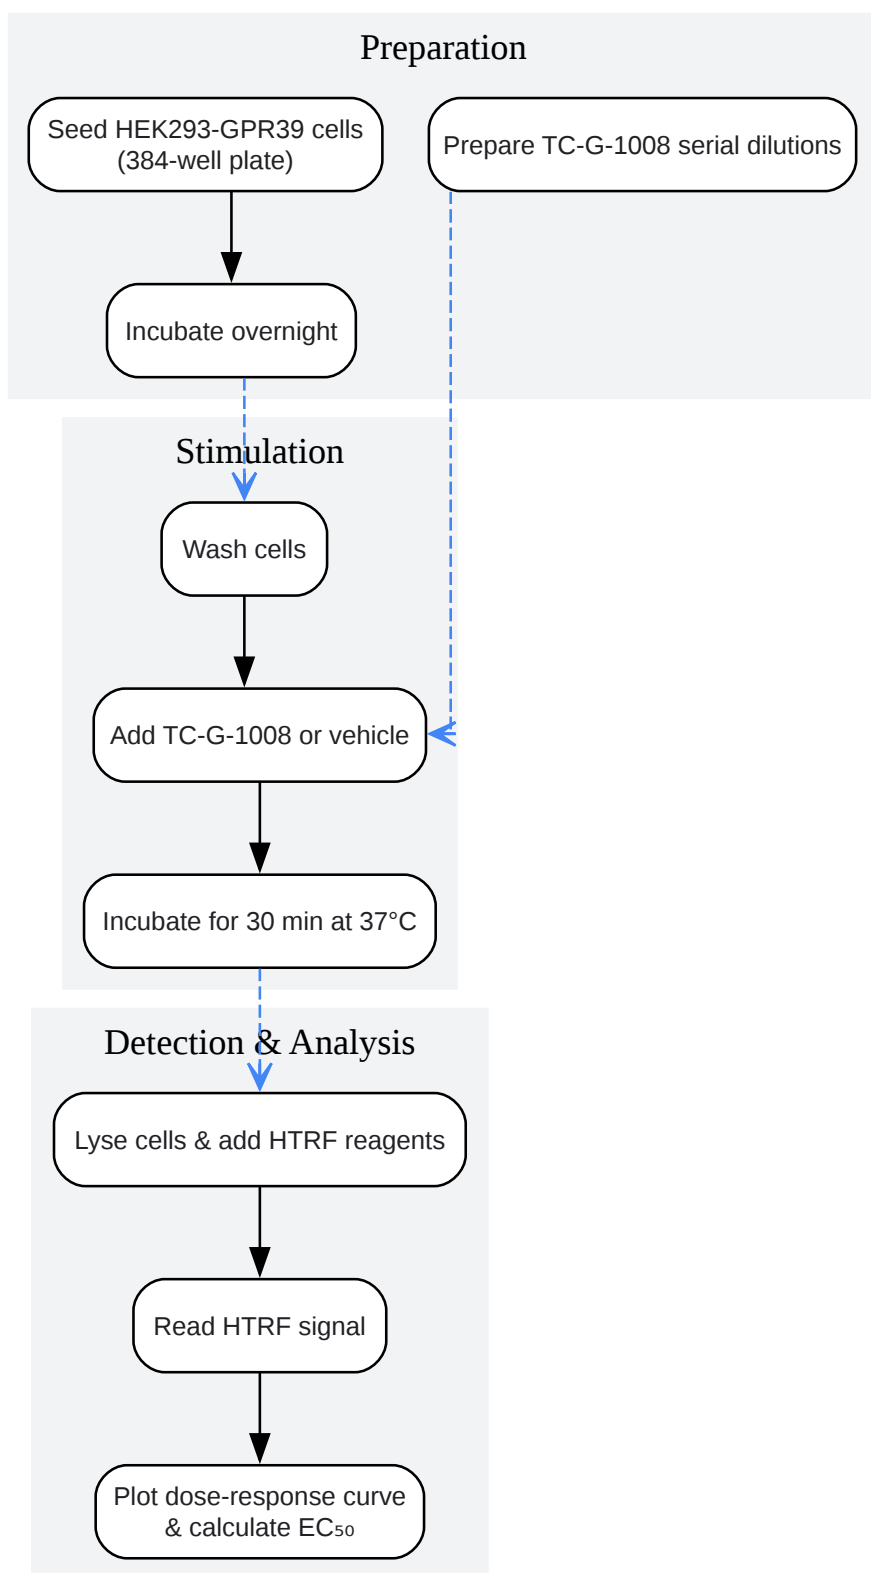 Preparation
Seed HEK293-GPR39 cells
(384-well plate)
Prepare TC-G-1008 serial dilutions
Incubate overnight
Stimulation
Wash cells
Add TC-G-1008 or vehicle
Incubate for 30 min at 37°C
Detection & Analysis
Lyse cells & add HTRF reagents
Read HTRF signal
Plot dose-response curve
& calculate EC₅₀